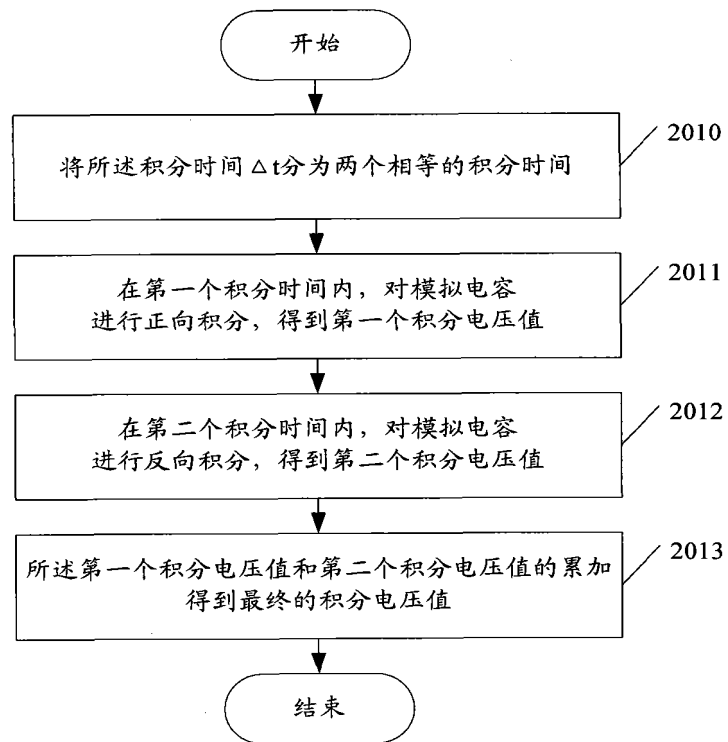 开始
2010
将所述积分时间△t分为两个相等的积分时间
2011
在第一个积分时间内，对模拟电容
进行正向积分，得到第一个积分电压值
2012
在第二个积分时间内，对模拟电容
进行反向积分，得到第二个积分电压值
2013
所述第一个积分电压值和第二个积分电压值的累加
得到最终的积分电压值
结束